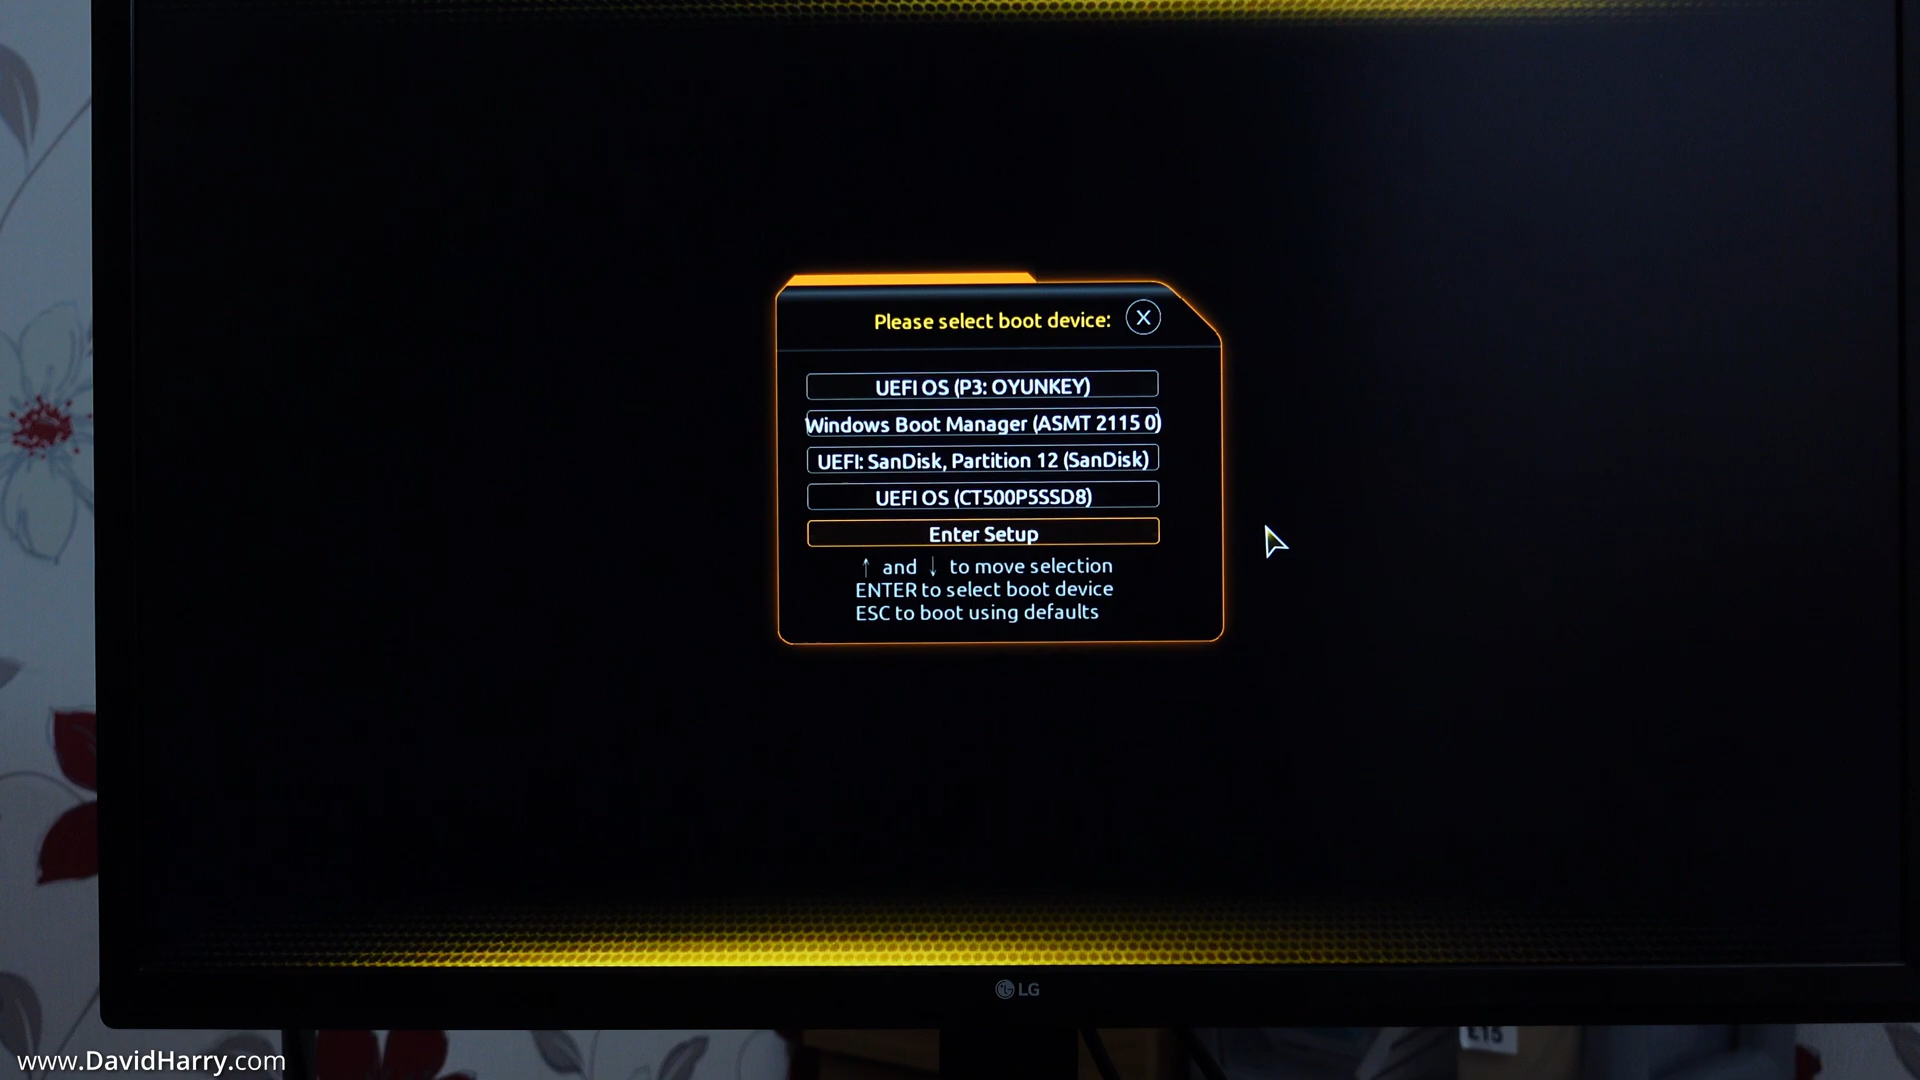 Please select boot device:
X
UEFI OS (P3: OYUNKEY)
Windows Boot Manager (ASMT 2115 0)
UEFI: SanDisk, Partition 12 (SanDisk)
UEFI OS (CT500P5SSD8)
Enter Setup
↑ and ↓ to move selection
ENTER to select boot device
ESC to boot using defaults
LG
£15
www.DavidHarry.com